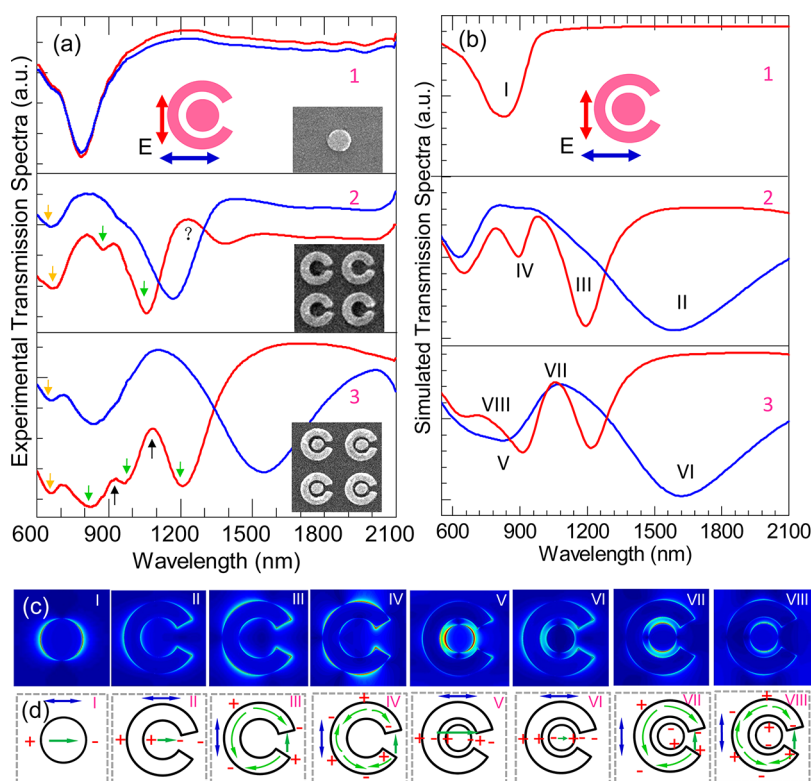 (a)
1
E
Experimental Transmission Spectra (a.u.)
2
?
3
600 900 1200 1500 1800 2100
Wavelength (nm)
(b)
1
I
E
Simulated Transmission Spectra (a.u.)
2
IV
III
II
3
VII
VIII
V
VI
600 900 1200 1500 1800 2100
Wavelength (nm)
(c) I II III IV V VI VII VIII
(d) I II III IV V VI VII VIII
+ -
+ + - -
+ - - +
+ - + - - +
+ -
+ + - -
+ - + - - +
+ - + + - - - +